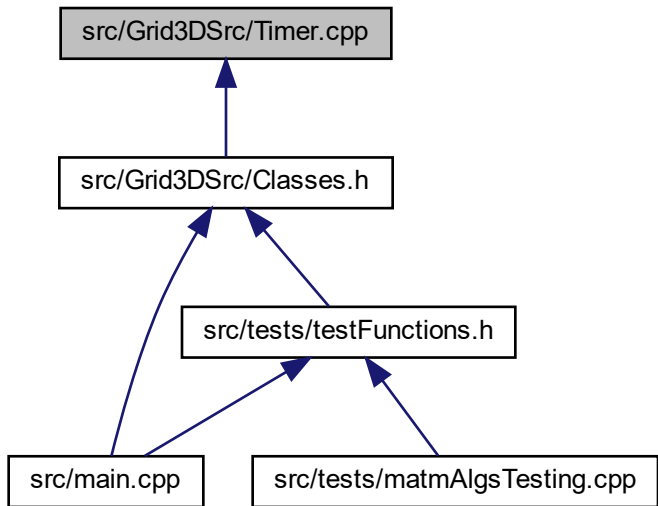 src/Grid3DSrc/Timer.cpp
src/Grid3DSrc/Classes.h
src/tests/testFunctions.h
src/main.cpp
src/tests/matmAlgsTesting.cpp